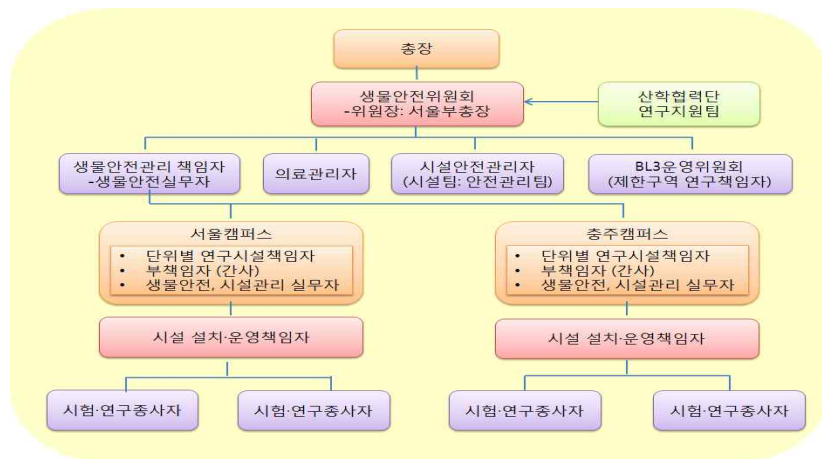 총장
생물안전위원회
-위원장: 서울부총장
산학협력단
연구지원팀
생물안전관리 책임자
-생물안전실무자
의료관리자
시설안전관리자
(시설팀: 안전관리팀)
BL3운영위원회
(제한구역 연구책임자)
서울캠퍼스
• 단위별 연구시설책임자
• 부책임자 (간사)
• 생물안전, 시설관리 실무자
충주캠퍼스
• 단위별 연구시설책임자
• 부책임자 (간사)
• 생물안전, 시설관리 실무자
시설 설치·운영책임자
시설 설치·운영책임자
시험·연구종사자
시험·연구종사자
시험·연구종사자
시험·연구종사자